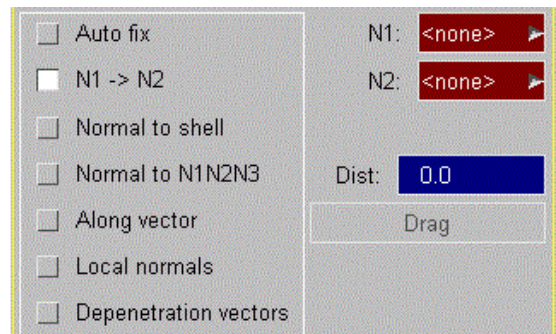 Auto fix N1: <none>
N1 -> N2 N2: <none>
Normal to shell
Normal to N1N2N3 Dist: 0.0
Along vector Drag
Local normals
Depenetration vectors